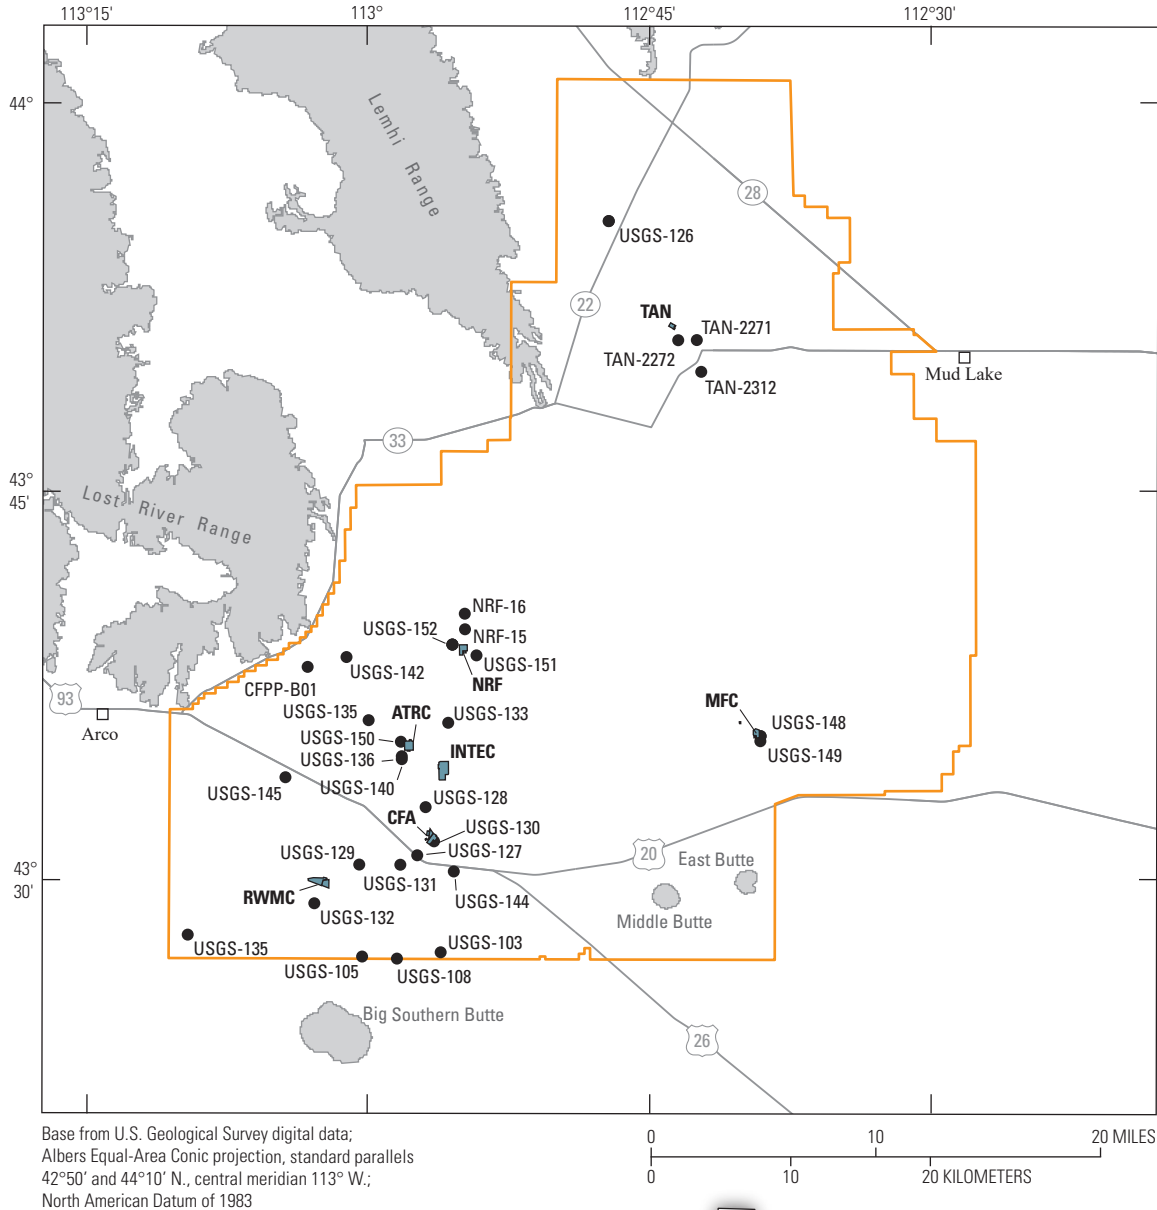 113°15'
113°
112°45'
112°30'
44°
Lemhi Range
28
USGS-126
22
TAN
TAN-2271
TAN-2272
Mud Lake
TAN-2312
33
43°
45'
Lost River Range
NRF-16
USGS-152
NRF-15
USGS-151
USGS-142
NRF
CFPP-B01
93
Arco
ATRC
USGS-135
USGS-133
MFC
USGS-148
USGS-150
USGS-149
USGS-136
INTEC
USGS-140
USGS-145
USGS-128
CFA
USGS-130
USGS-129
USGS-127
20
East Butte
USGS-131
43°
30'
RWMC
USGS-144
USGS-132
Middle Butte
USGS-135
USGS-103
USGS-105
USGS-108
Big Southern Butte
26
Base from U.S. Geological Survey digital data;
Albers Equal-Area Conic projection, standard parallels
42°50' and 44°10' N., central meridian 113° W.;
North American Datum of 1983
0 10 20 MILES
0 10 20 KILOMETERS